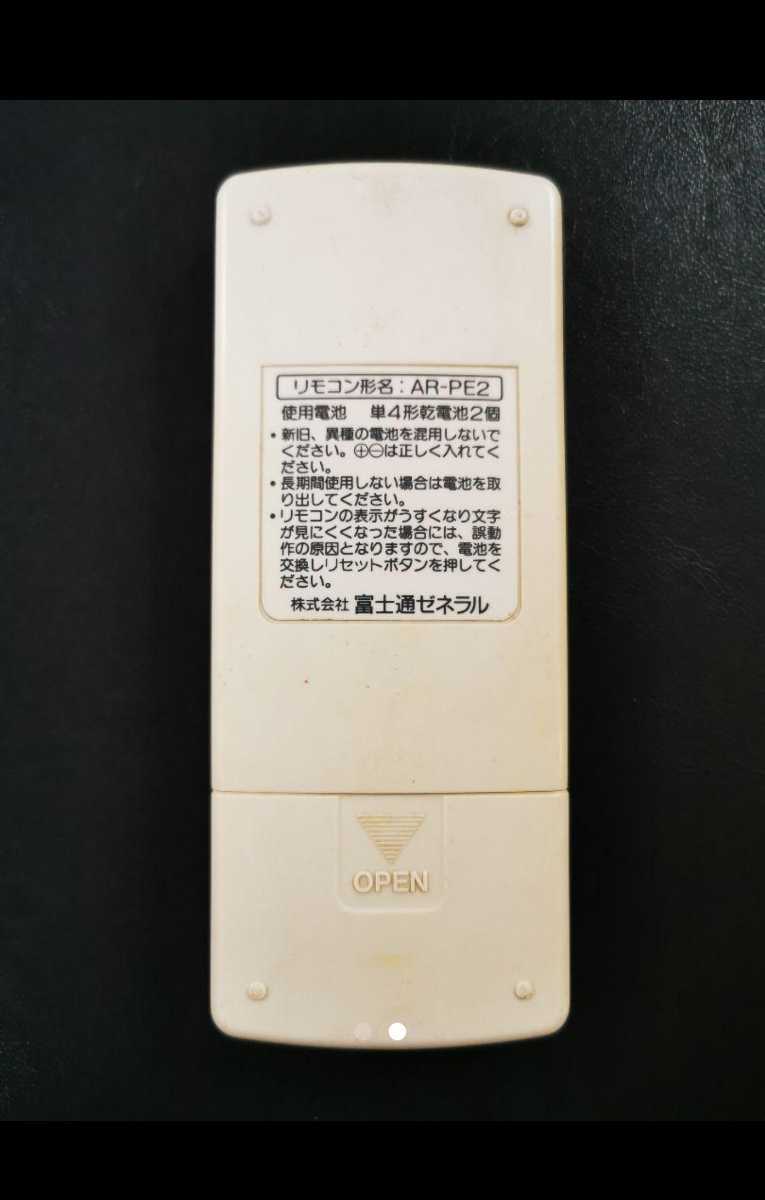 リモコン形名：AR-PE2
使用電池　単4形乾電池2個
・新旧、異種の電池を混用しないで
ください。⊕⊖は正しく入れてく
ださい。
・長期間使用しない場合は電池を取
り出してください。
・リモコンの表示がうすくなり文字
が見にくくなった場合には、誤動
作の原因となりますので、電池を
交換しリセットボタンを押してく
ださい。
株式会社 富士通ゼネラル
OPEN